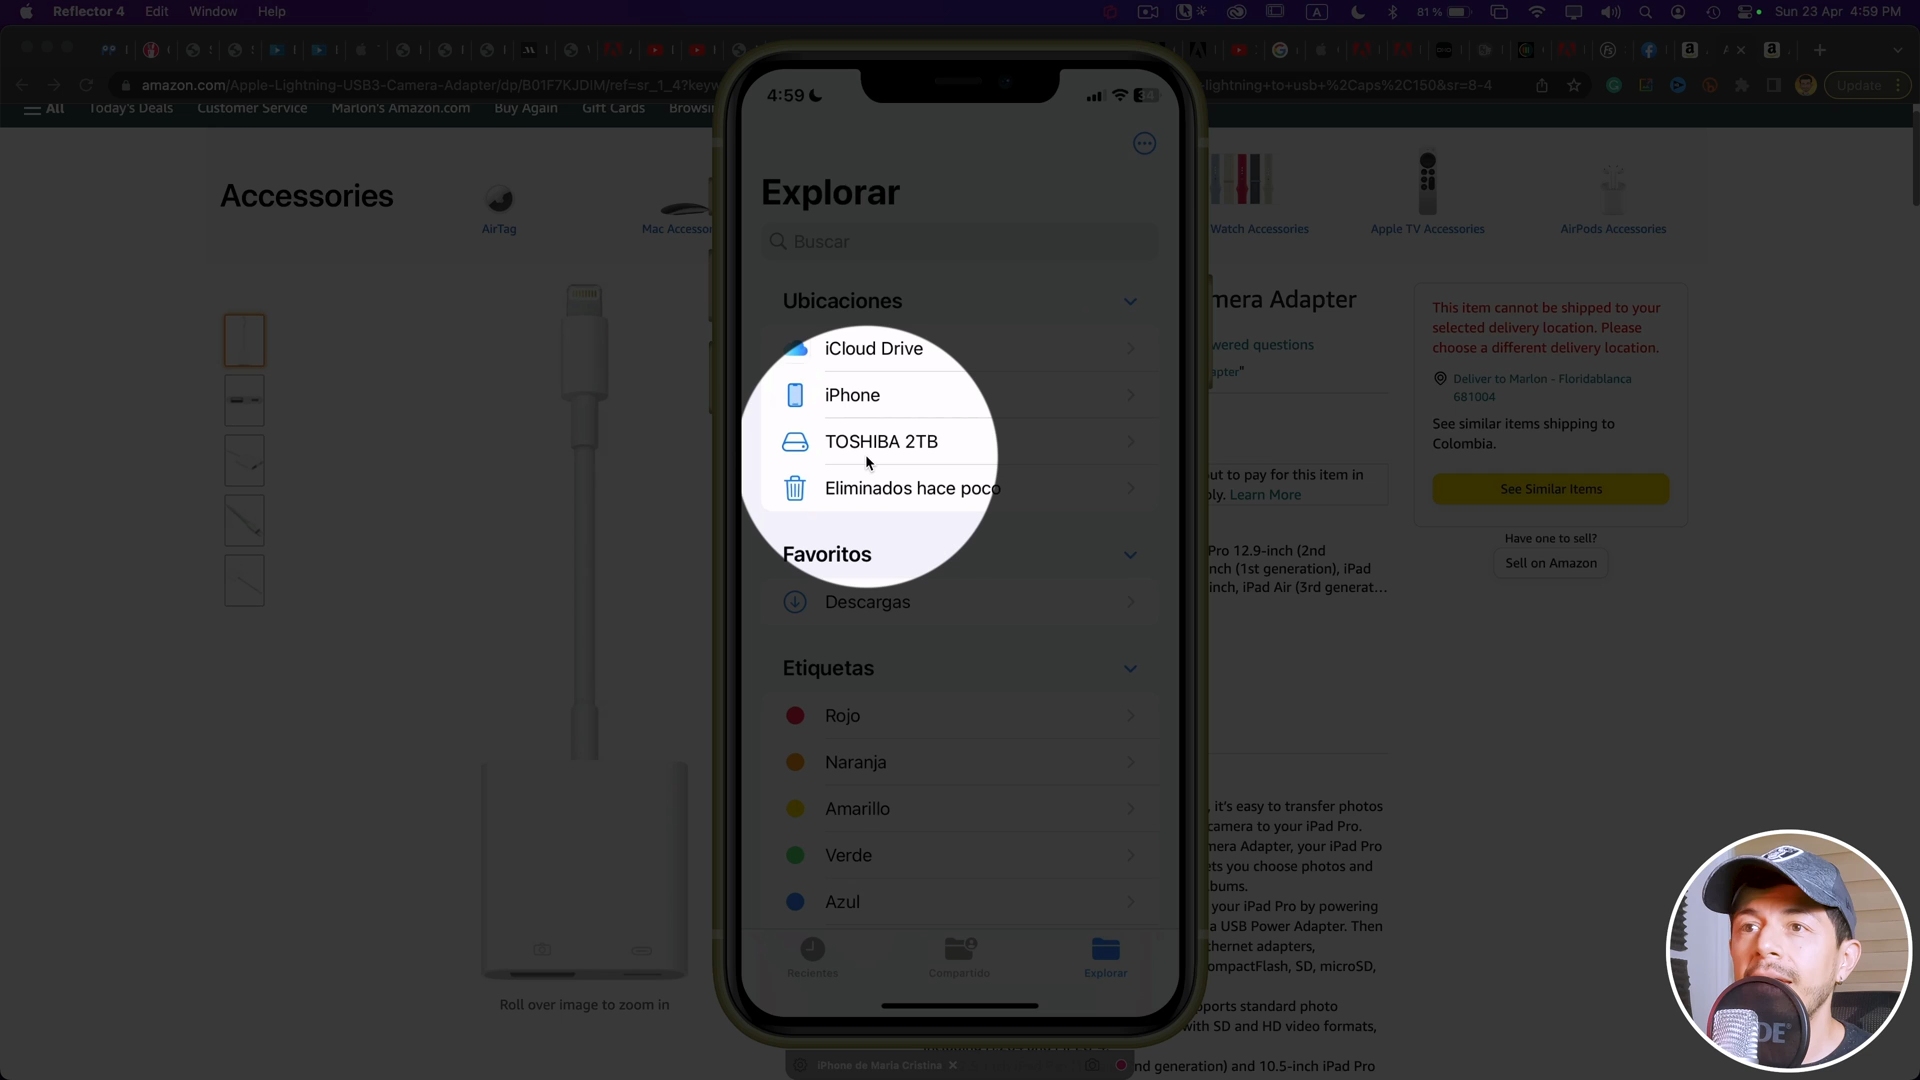 Reflector 4 Edit Window Help
81 % Sun 23 Apr 4:59 PM
amazon.com/Apple-Lightning-USB3-Camera-Adapter/dp/B01F7KJDIM/ref=sr_1_4?keyw
lightning+to+usb+%2Caps%2C150&sr=8-4
Update
All Today's Deals Customer Service Marlon's Amazon.com Buy Again Gift Cards
Accessories
AirTag
Watch Accessories
Apple TV Accessories
AirPods Accessories
4:59
Explorar
Buscar
Ubicaciones
iCloud Drive
iPhone
TOSHIBA 2TB
Eliminados hace poco
Favoritos
Descargas
Etiquetas
Rojo
Naranja
Amarillo
Verde
Azul
Recientes
Compartido
Explorar
iPhone de María Cristina
Roll over image to zoom in
mera Adapter
wered questions
apter"
out to pay for this item in
ply. Learn More
Pro 12.9-inch (2nd
nch (1st generation), iPad
inch, iPad Air (3rd generat...
, it's easy to transfer photos
camera to your iPad Pro.
mera Adapter, your iPad Pro
ets you choose photos and
bums.
your iPad Pro by powering
a USB Power Adapter. Then
thernet adapters,
ompactFlash, SD, microSD,
pports standard photo
with SD and HD video formats,
nd generation) and 10.5-inch iPad Pro
This item cannot be shipped to your
selected delivery location. Please
choose a different delivery location.
Deliver to Marlon - Floridablanca
681004
See similar items shipping to
Colombia.
See Similar Items
Have one to sell?
Sell on Amazon